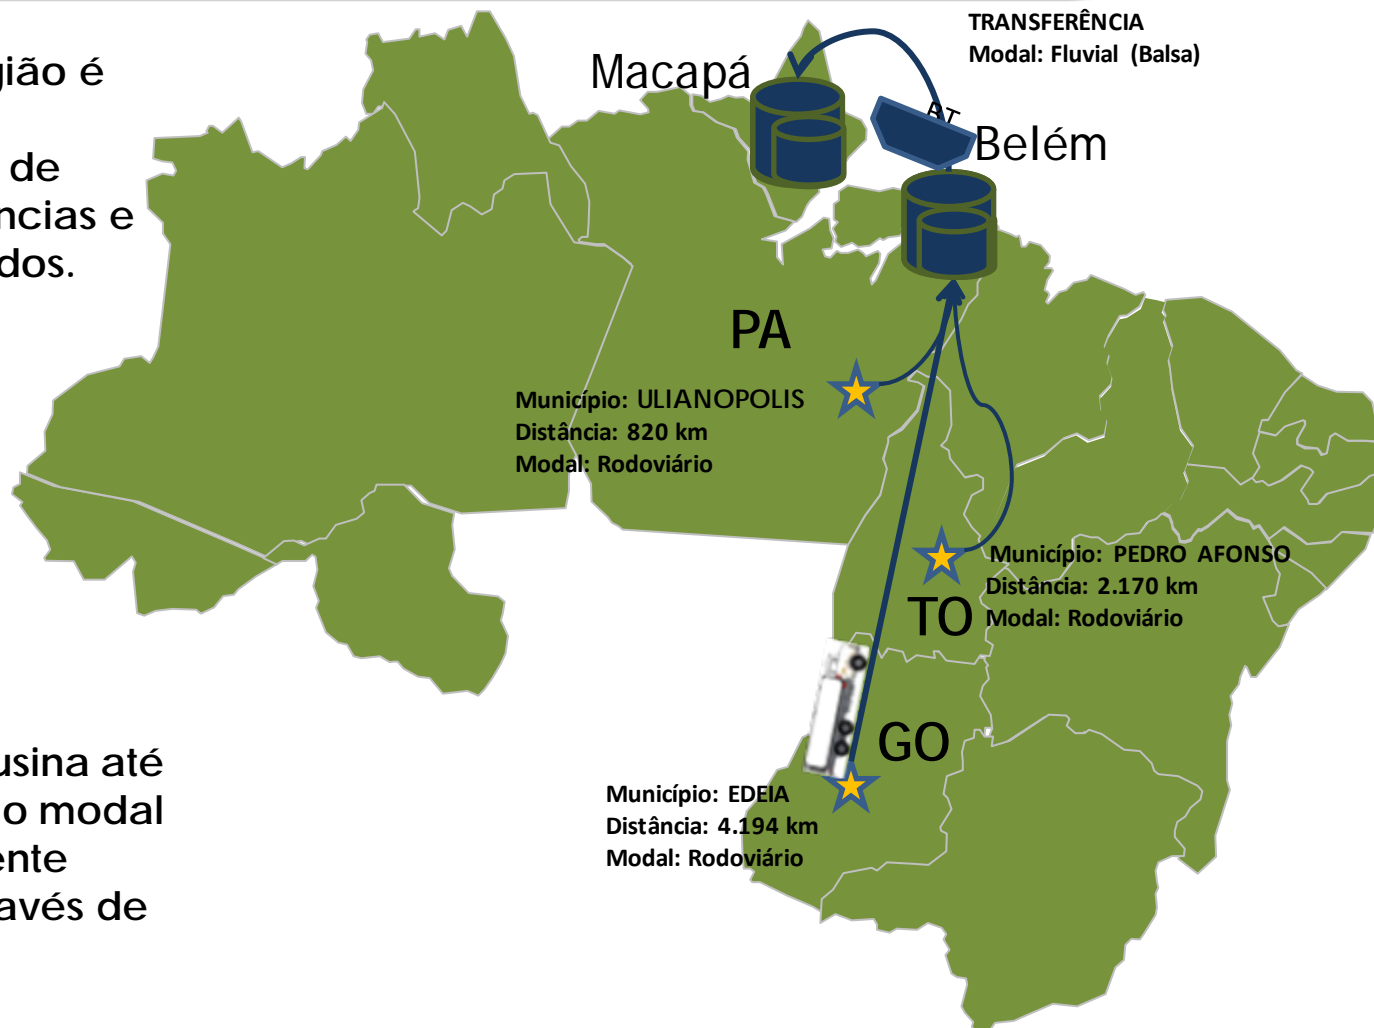 gião é
de
ncias e
dos.
usina até
o modal
ente
avés de
TRANSFERÊNCIA
Modal: Fluvial (Balsa)
Macapá
Belém
PA
Município: ULIANOPOLIS
Distância: 820 km
Modal: Rodoviário
Município: PEDRO AFONSO
Distância: 2.170 km
Modal: Rodoviário
TO
GO
Município: EDEIA
Distância: 4.194 km
Modal: Rodoviário